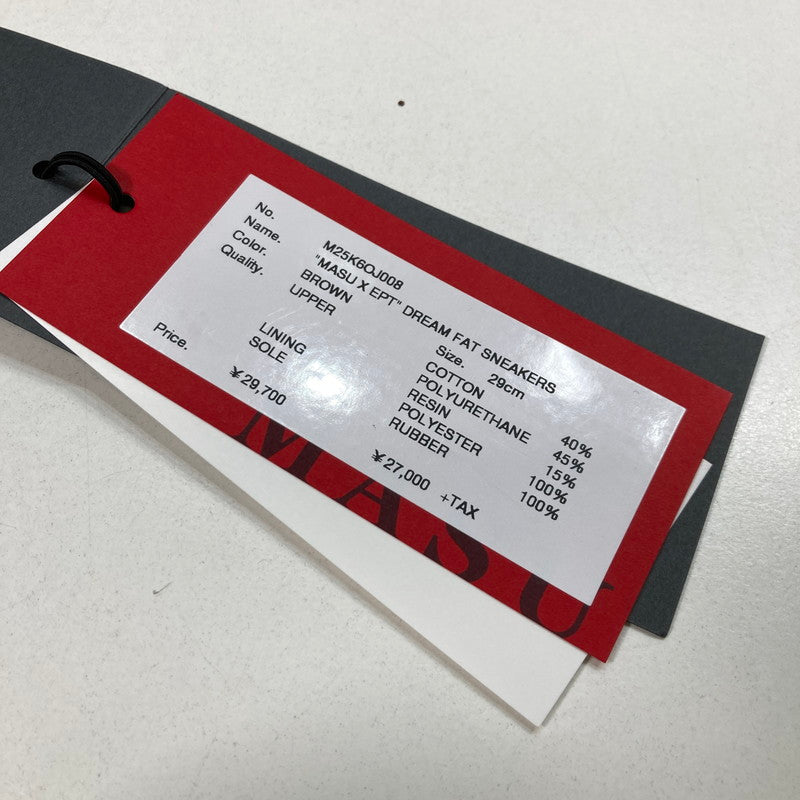 No. M25K6OJ008
Name. "MASU X EPT" DREAM FAT SNEAKERS
Color. BROWN Size. 29cm
Quality. UPPER COTTON 40%
POLYURETHANE 45%
RESIN 15%
LINING POLYESTER 100%
SOLE RUBBER 100%
Price. ¥29,700 ¥27,000 +TAX
MASU